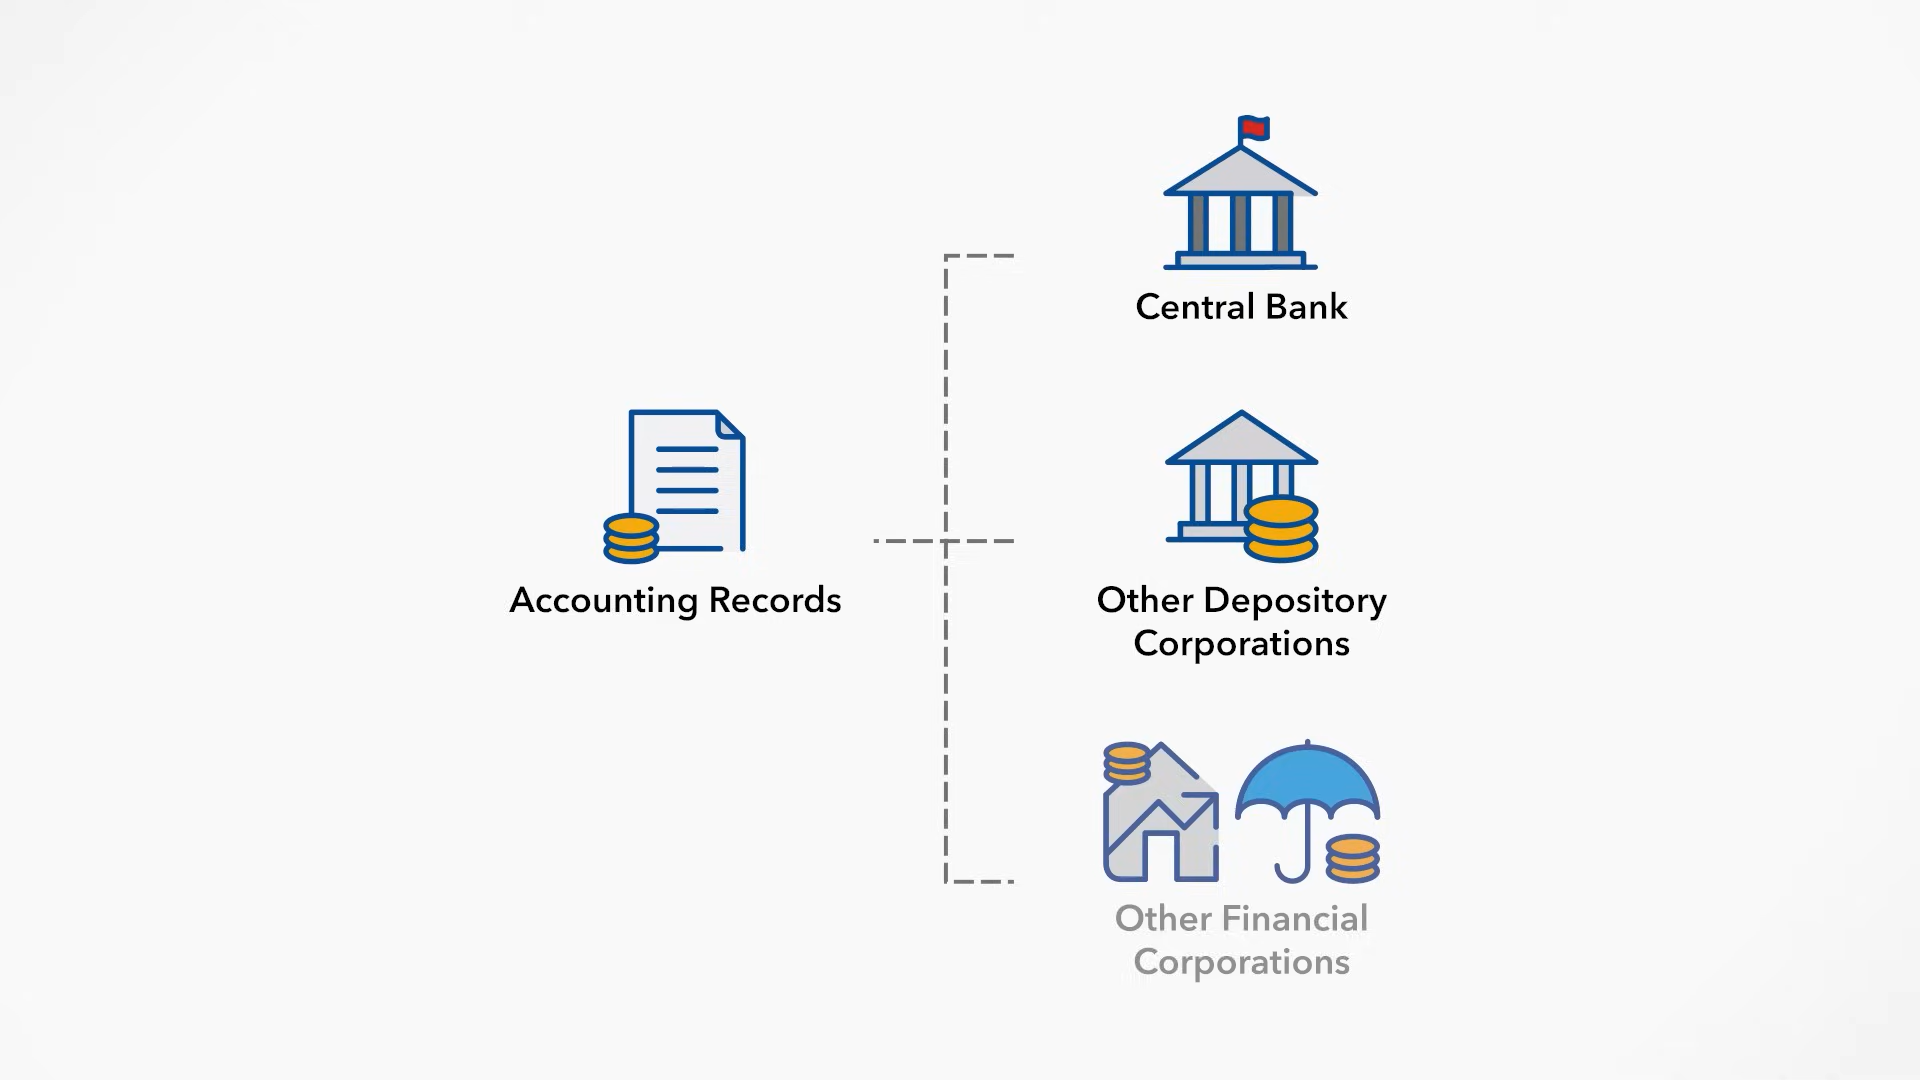 Central Bank
Accounting Records
Other Depository
Corporations
Other Financial
Corporations